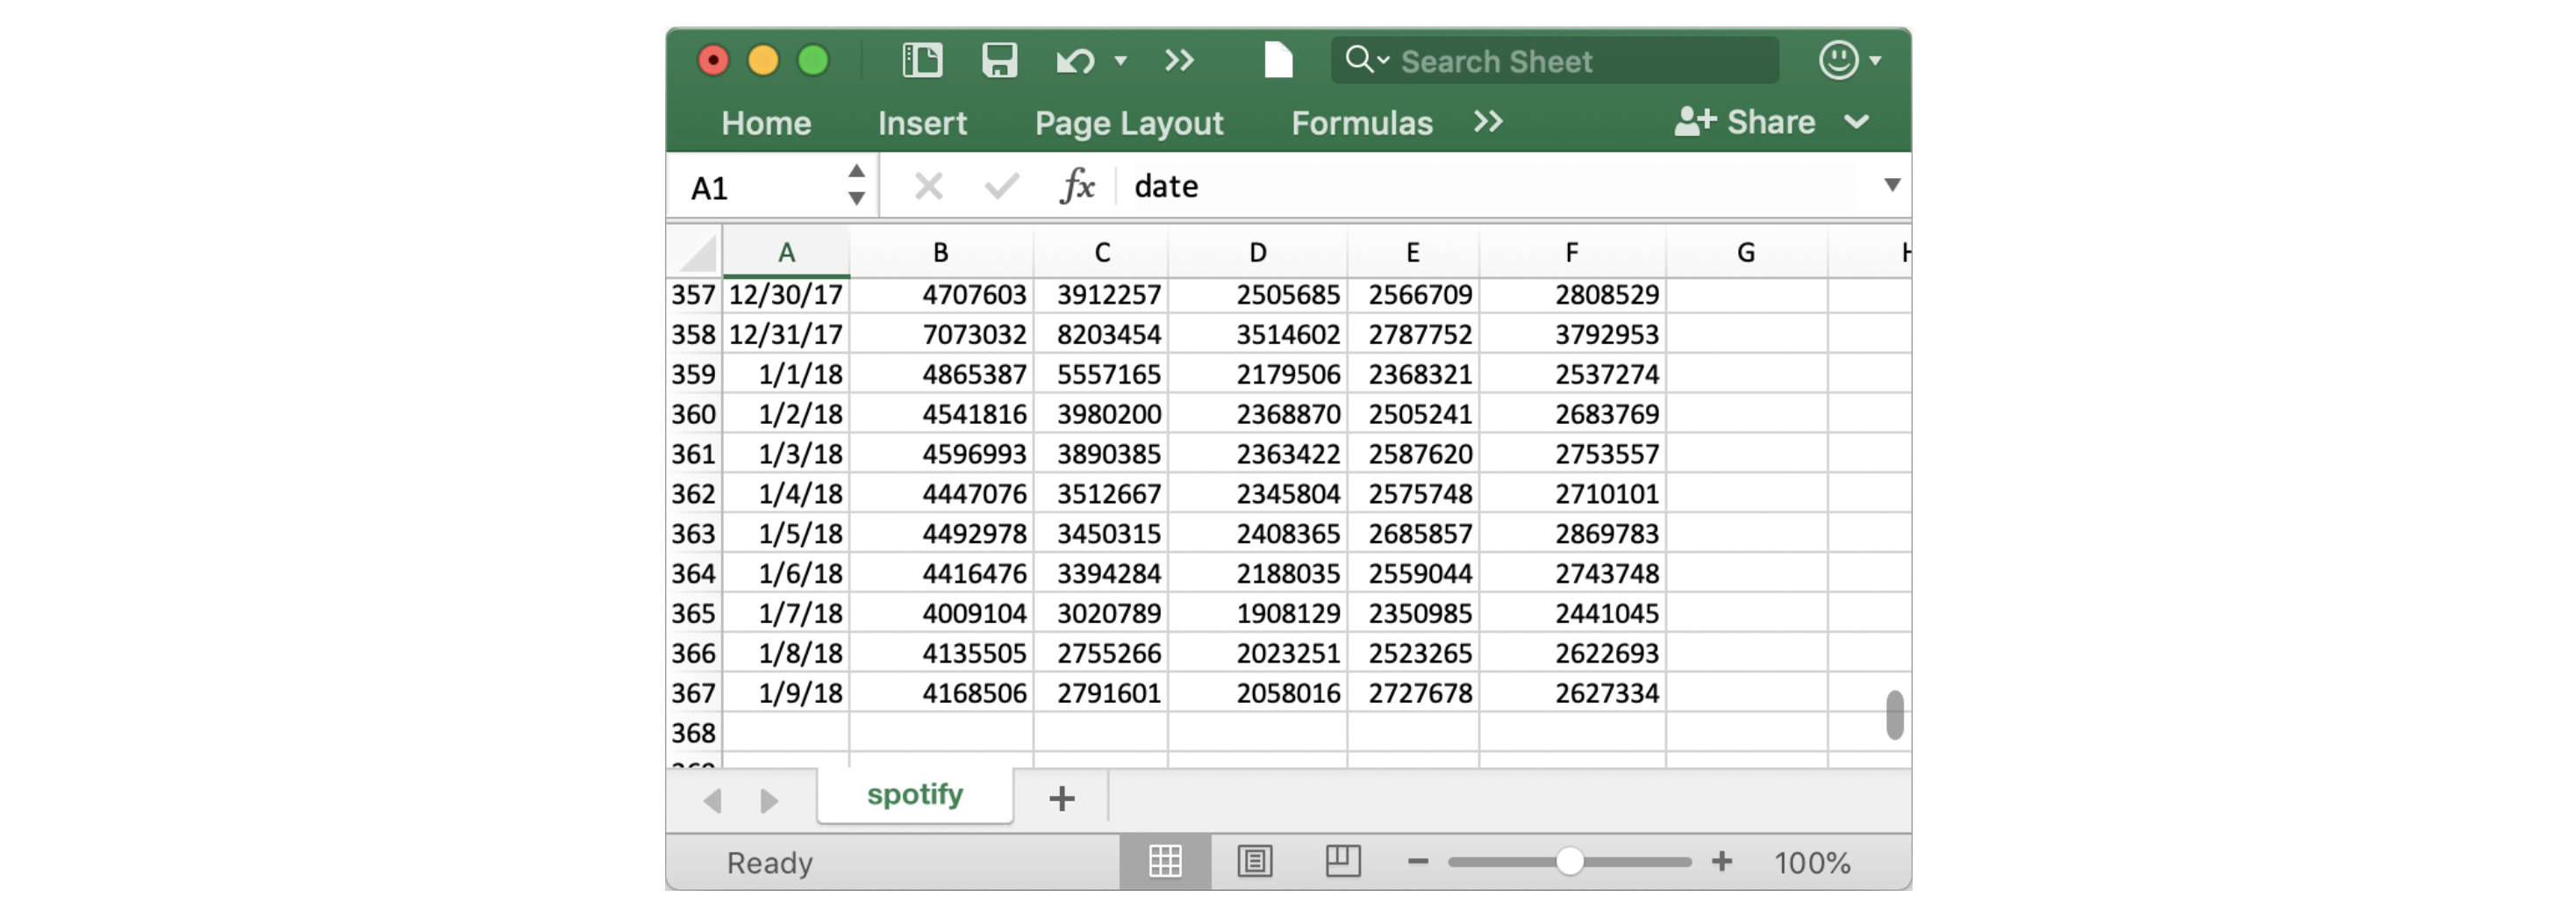 Search Sheet
Home Insert Page Layout Formulas Share
A1 fx date
A B C D E F G H
357 12/30/17 4707603 3912257 2505685 2566709 2808529
358 12/31/17 7073032 8203454 3514602 2787752 3792953
359 1/1/18 4865387 5557165 2179506 2368321 2537274
360 1/2/18 4541816 3980200 2368870 2505241 2683769
361 1/3/18 4596993 3890385 2363422 2587620 2753557
362 1/4/18 4447076 3512667 2345804 2575748 2710101
363 1/5/18 4492978 3450315 2408365 2685857 2869783
364 1/6/18 4416476 3394284 2188035 2559044 2743748
365 1/7/18 4009104 3020789 1908129 2350985 2441045
366 1/8/18 4135505 2755266 2023251 2523265 2622693
367 1/9/18 4168506 2791601 2058016 2727678 2627334
368
spotify +
Ready 100%